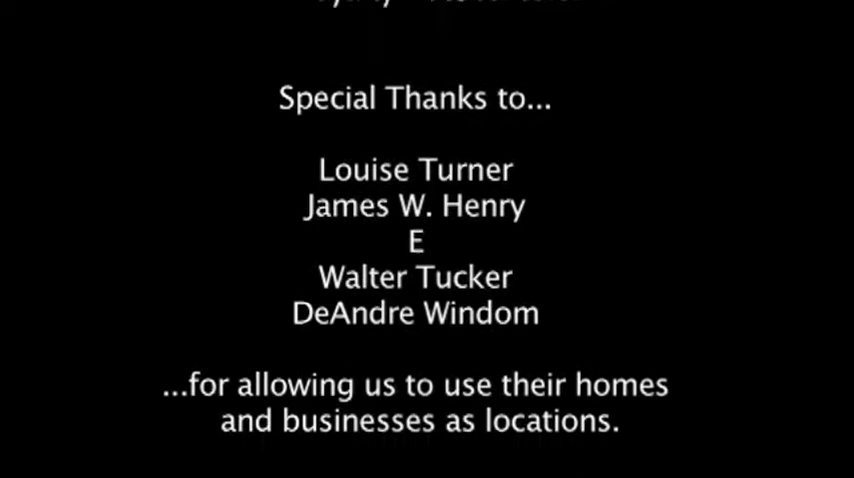 Special Thanks to...
Louise Turner
James W. Henry
E
Walter Tucker
DeAndre Windom
...for allowing us to use their homes
and businesses as locations.